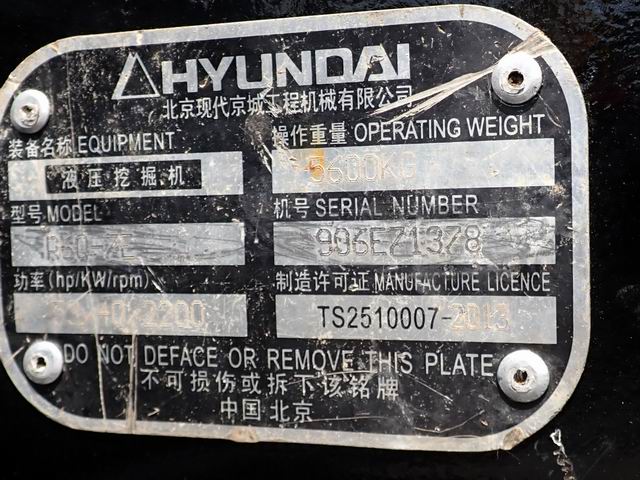 HYUNDAI
北京现代京城工程机械有限公司
装备名称 EQUIPMENT
液压挖掘机
操作重量 OPERATING WEIGHT
5600KG
型号 MODEL
机号 SERIAL NUMBER
功率(hp/KW/rpm)
制造许可证 MANUFACTURE LICENCE
TS2510007-2013
DO NOT DEFACE OR REMOVE THIS PLATE
不可损伤或拆下该铭牌
中国北京